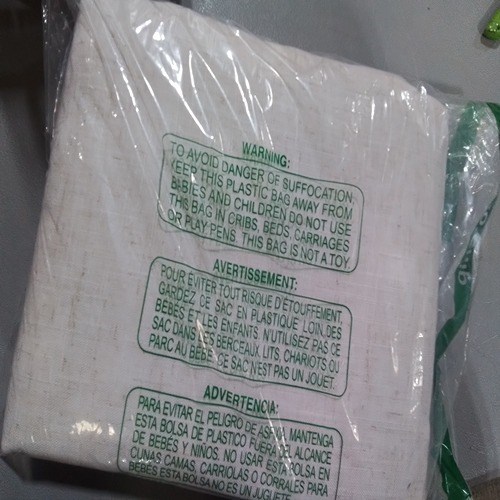 WARNING:
TO AVOID DANGER OF SUFFOCATION
KEEP THIS PLASTIC BAG AWAY FROM
BABIES AND CHILDREN DO NOT USE
THIS BAG IN CRIBS, BEDS, CARRIAGES
OR PLAY PENS. THIS BAG IS NOT A TOY
AVERTISSEMENT:
POUR EVITER TOUT RISQUE D'ETOUFFEMENT,
GARDEZ DE SAC EN PLASTIQUE LOIN DES
BÉBÉS ET LES ENFANTS. N'UTILISEZ PAS CE
SAC DANS LES BERCEAUX, LITS, CHARIOTS OU
PARC AU BEBE DE SAC N'EST PAS UN JOUET.
ADVERTENCIA:
PARA EVITAR EL PELIGRO DE ASFIXIA, MANTENGA
ESTA BOLSA DE PLASTICO FUERA DEL ALCANCE
DE BEBÉS Y NIÑOS. NO USAR ESTA BOLSA EN
CUNAS, CAMAS, CARRIOLAS O CORRALES PARA
BEBES ESTA BOLSA NO ES UN JUGUETE